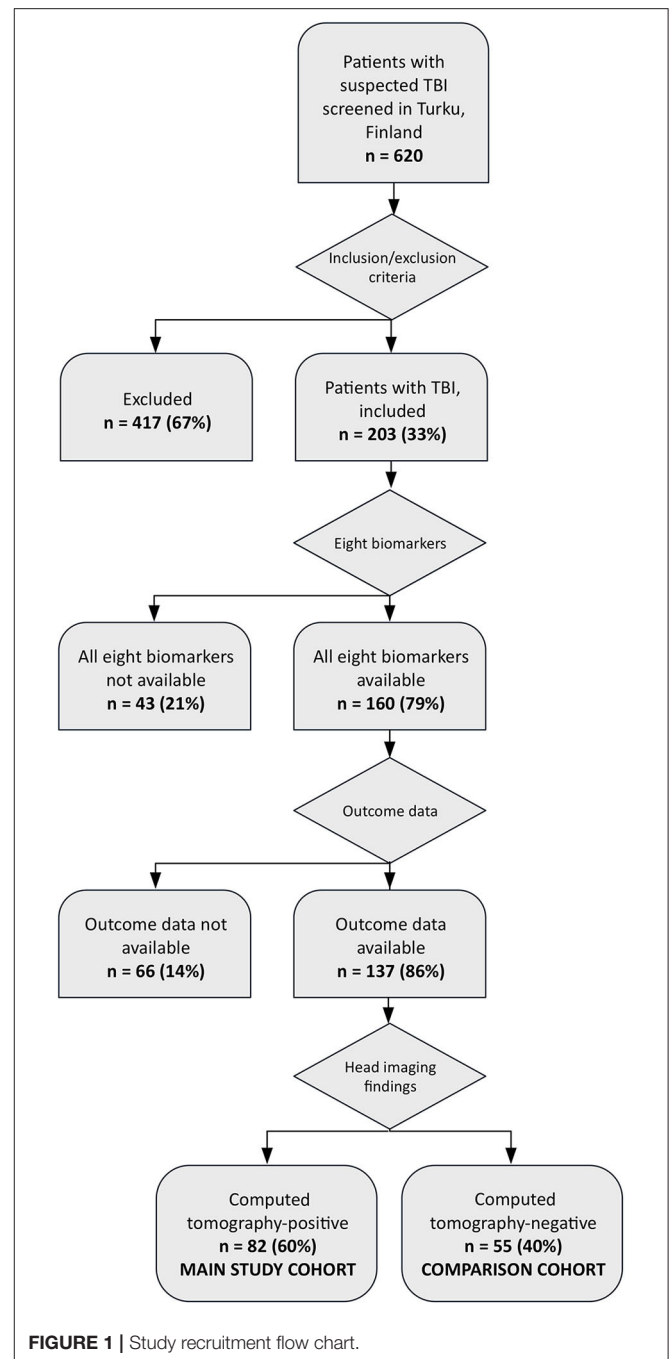 Patients with
suspected TBI
screened in Turku,
Finland
n = 620
Inclusion/exclusion
criteria
Excluded
n = 417 (67%)
Patients with TBI,
included
n = 203 (33%)
Eight biomarkers
All eight biomarkers
not available
n = 43 (21%)
All eight biomarkers
available
n = 160 (79%)
Outcome data
Outcome data not
available
n = 66 (14%)
Outcome data
available
n = 137 (86%)
Head imaging
findings
Computed
tomography-positive
n = 82 (60%)
MAIN STUDY COHORT
Computed
tomography-negative
n = 55 (40%)
COMPARISON COHORT
FIGURE 1 | Study recruitment flow chart.